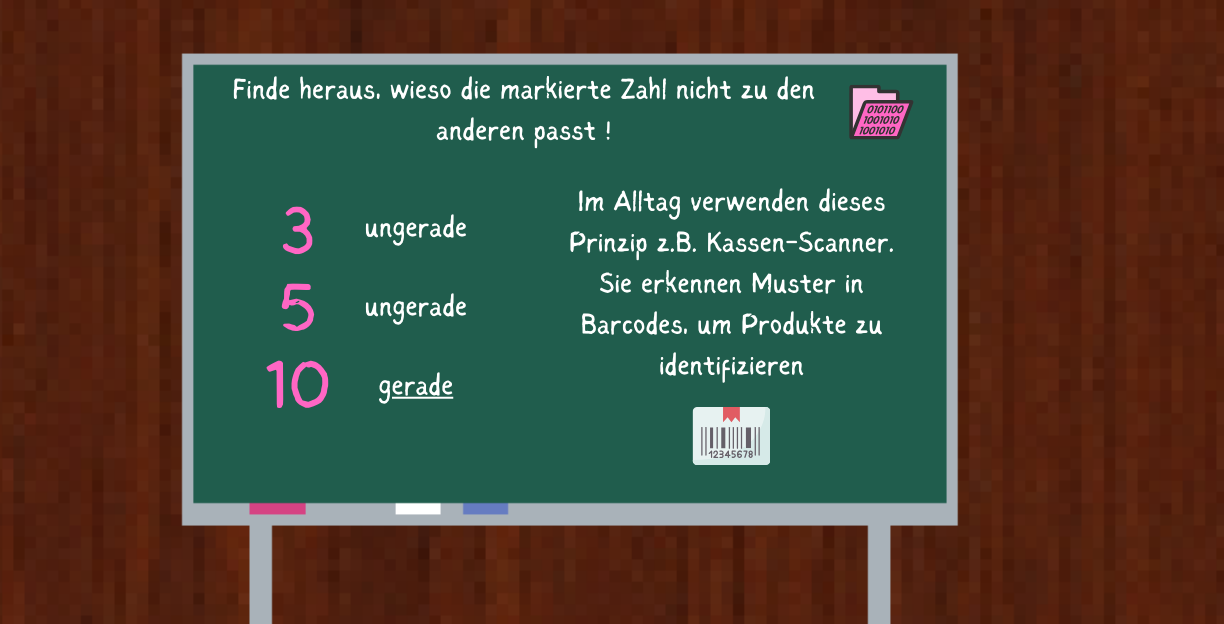 Finde heraus, wieso die markierte Zahl nicht zu den
anderen passt !
0101100
1001010
1001010
3 ungerade
5 ungerade
10 gerade
Im Alltag verwenden dieses
Prinzip z.B. Kassen-Scanner.
Sie erkennen Muster in
Barcodes, um Produkte zu
identifizieren
12345678